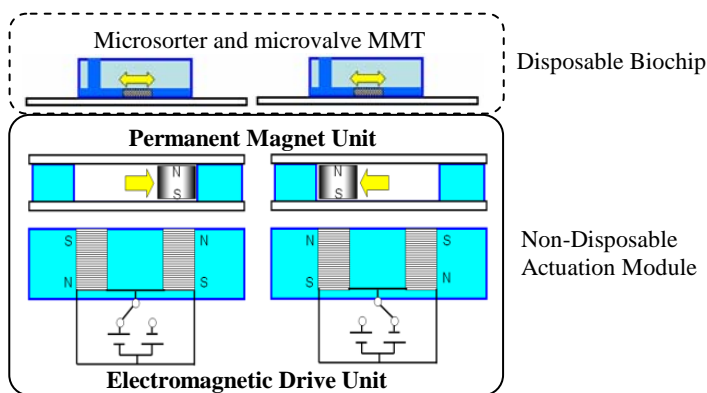 Microsorter and microvalve MMT
Disposable Biochip
Permanent Magnet Unit
N
S
N
S
S
N
N
S
N
S
S
N
Non-Disposable
Actuation Module
Electromagnetic Drive Unit